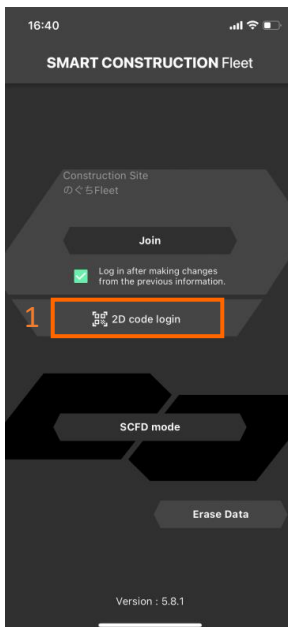 16:40
SMART CONSTRUCTION Fleet
Construction Site
のぐちFleet
Join
Log in after making changes
from the previous information.
1
2D code login
SCFD mode
Erase Data
Version : 5.8.1